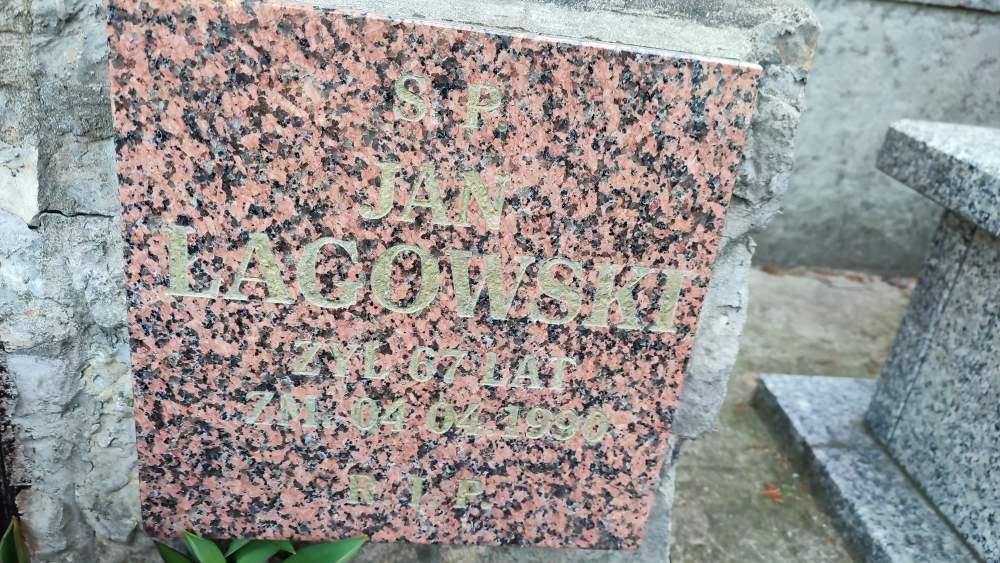 S. P.
JAN
ŁAGOWSKI
ŻYŁ 67 LAT
ZM. 04 04 1990
R. I. P.